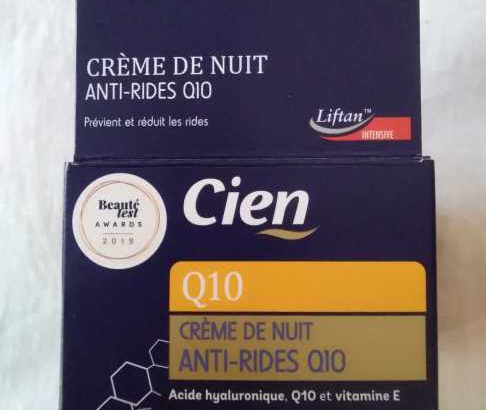 CRÈME DE NUIT
ANTI-RIDES Q10
Prévient et réduit les rides
Liftan™
INTENSIVE
Beauté
test
AWARDS
2019
Cien
Q10
CRÈME DE NUIT
ANTI-RIDES Q10
Acide hyaluronique, Q10 et vitamine E